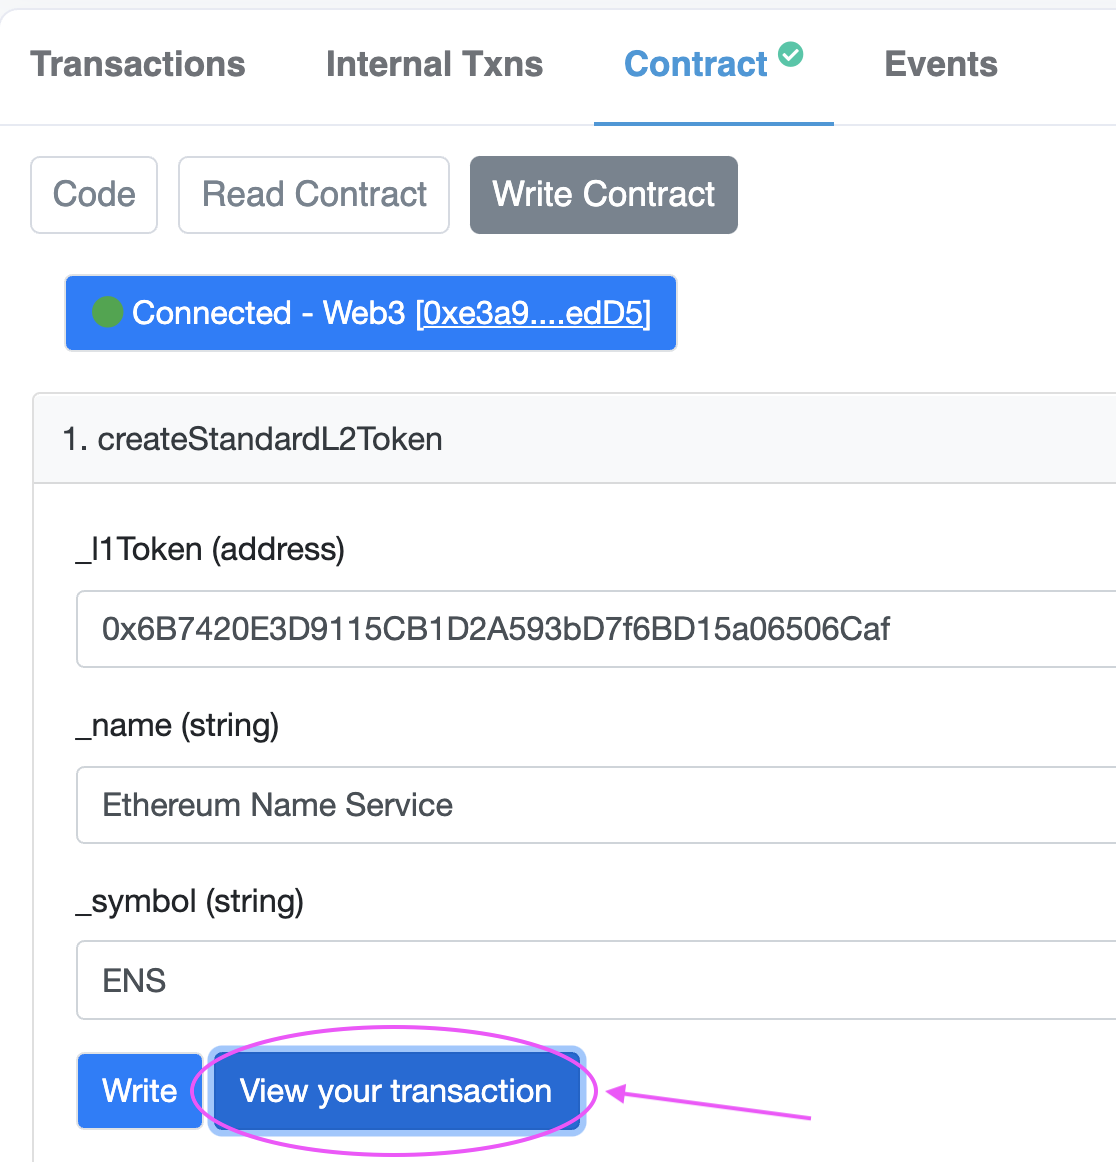 Transactions Internal Txns Contract Events
Code Read Contract Write Contract
Connected - Web3 [0xe3a9....edD5]
1. createStandardL2Token
_l1Token (address)
0x6B7420E3D9115CB1D2A593bD7f6BD15a06506Caf
_name (string)
Ethereum Name Service
_symbol (string)
ENS
Write View your transaction